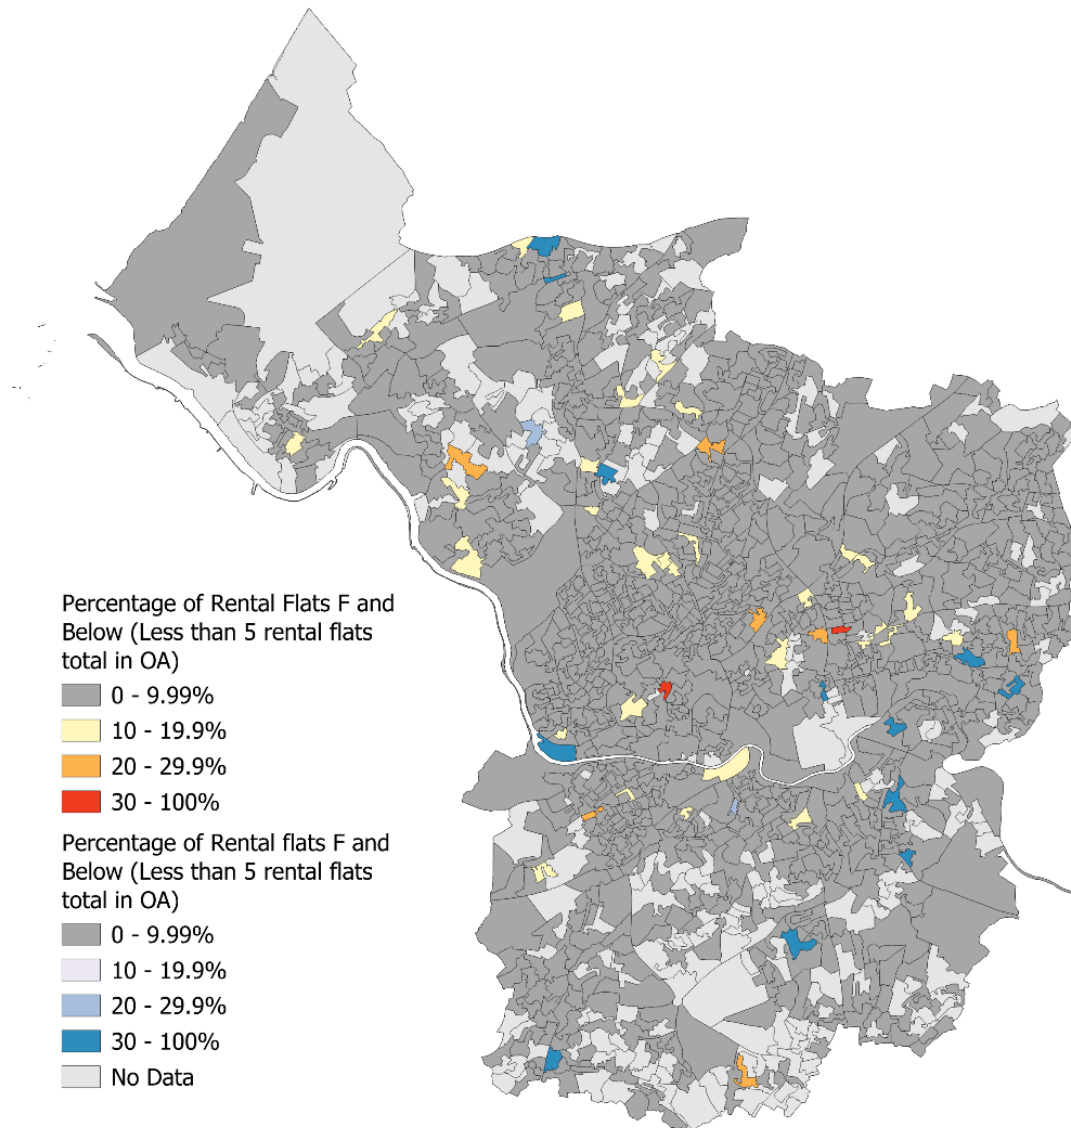 Percentage of Rental Flats F and
Below (Less than 5 rental flats
total in OA)
0 - 9.99%
10 - 19.9%
20 - 29.9%
30 - 100%
Percentage of Rental flats F and
Below (Less than 5 rental flats
total in OA)
0 - 9.99%
10 - 19.9%
20 - 29.9%
30 - 100%
No Data